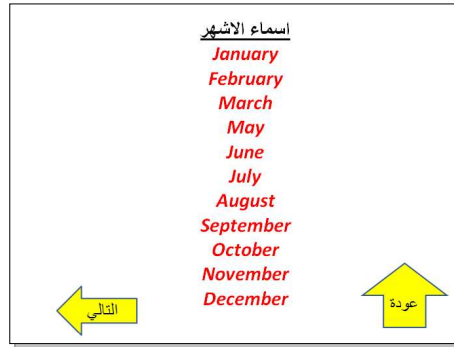 اسماء الاشهر
January
February
March
May
June
July
August
September
October
November
December
عودة
التالي